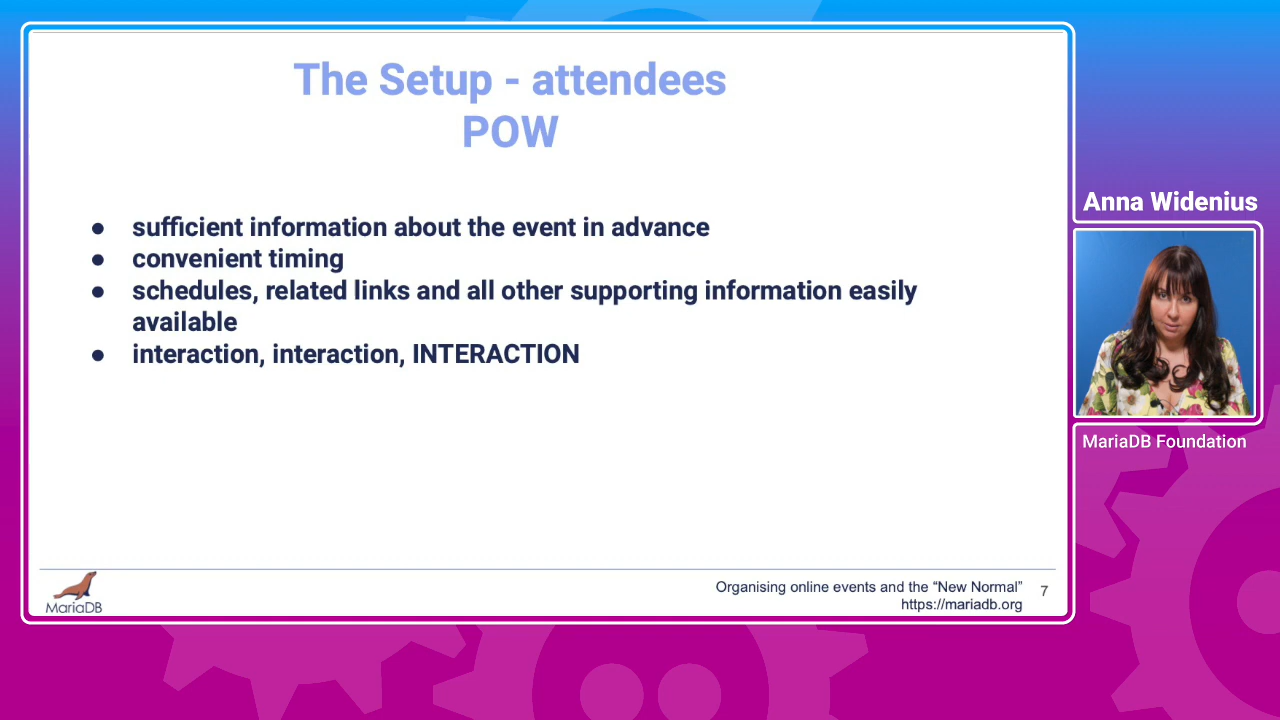 The Setup - attendees
POW
● sufficient information about the event in advance
● convenient timing
● schedules, related links and all other supporting information easily
available
● interaction, interaction, INTERACTION
MariaDB
Organising online events and the “New Normal”
https://mariadb.org
7
Anna Widenius
MariaDB Foundation